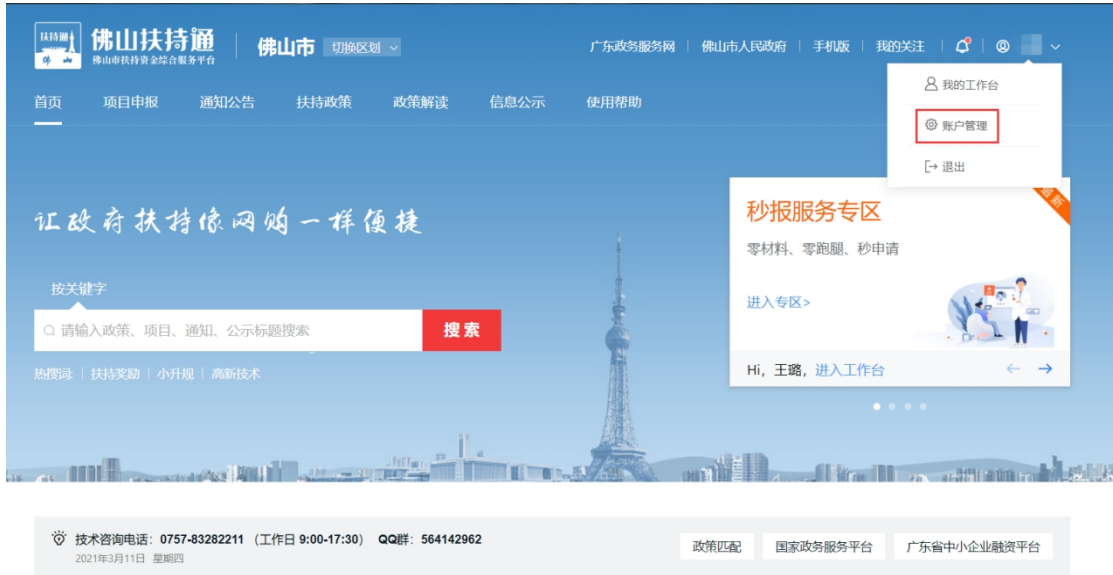 扶持通
佛山
佛山扶持通
佛山市扶持资金综合服务平台
佛山市 切换区划
广东政务服务网 | 佛山市人民政府 | 手机版 | 我的关注
首页 项目申报 通知公告 扶持政策 政策解读 信息公示 使用帮助
我的工作台
账户管理
退出
让政府扶持像网购一样便捷
按关键字
请输入政策、项目、通知、公示标题搜索 搜索
热搜词 | 扶持奖励 | 小升规 | 高新技术
最新
秒报服务专区
零材料、零跑腿、秒申请
进入专区>
Hi，王璐，进入工作台
技术咨询电话：0757-83282211 （工作日 9:00-17:30） QQ群：564142962
2021年3月11日 星期四
政策匹配 国家政务服务平台 广东省中小企业融资平台